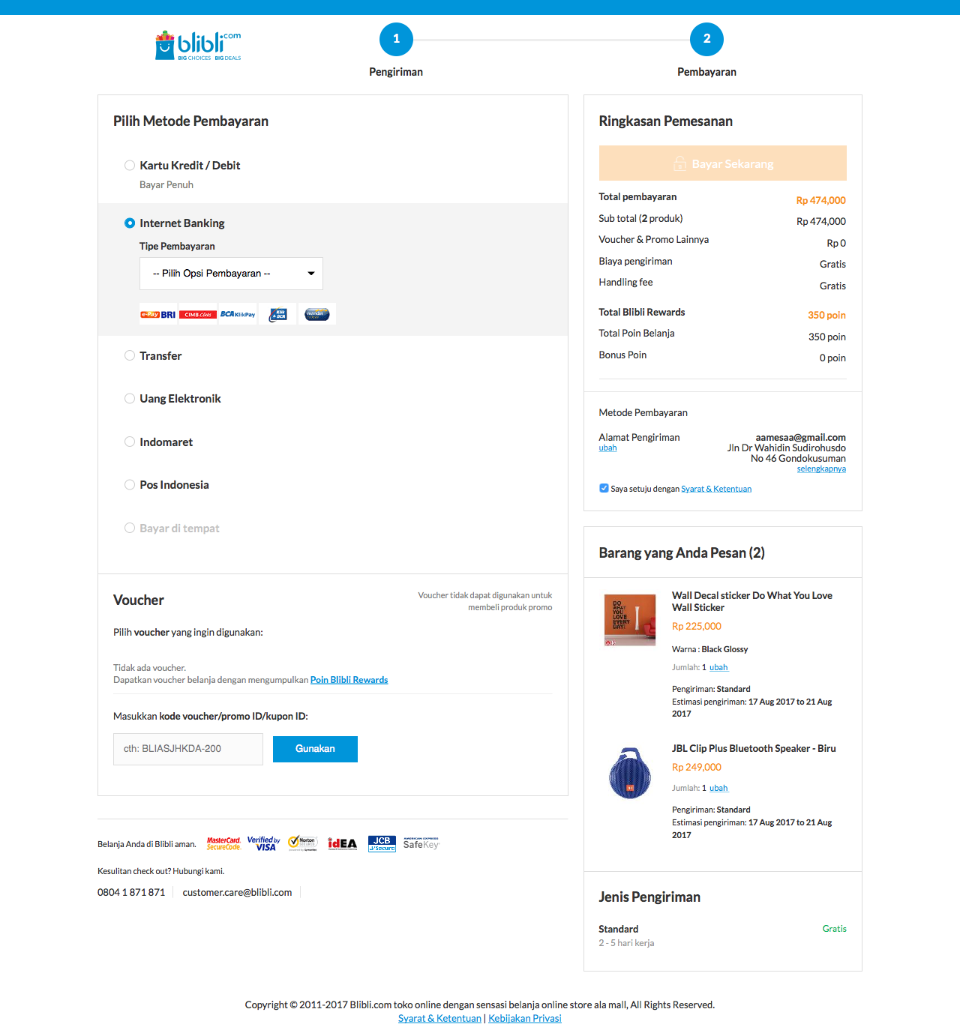 blibli.com
BIG CHOICES BIG DEALS
1
Pengiriman
2
Pembayaran
Pilih Metode Pembayaran
Kartu Kredit / Debit
Bayar Penuh
Internet Banking
Tipe Pembayaran
-- Pilih Opsi Pembayaran --
e-Pay BRI CIMB Clicks BCA KlikPay
Transfer
Uang Elektronik
Indomaret
Pos Indonesia
Bayar di tempat
Voucher
Voucher tidak dapat digunakan untuk
membeli produk promo
Pilih voucher yang ingin digunakan:
Tidak ada voucher.
Dapatkan voucher belanja dengan mengumpulkan Poin Blibli Rewards
Masukkan kode voucher/promo ID/kupon ID:
cth: BLIASJHKDA-200
Gunakan
Belanja Anda di Blibli aman.
MasterCard. SecureCode.
Verified by VISA
Norton
idEA
JCB J/Secure
SafeKey
Kesulitan check out? Hubungi kami.
0804 1 871 871
customer.care@blibli.com
Ringkasan Pemesanan
Bayar Sekarang
Total pembayaran Rp 474,000
Sub total (2 produk) Rp 474,000
Voucher & Promo Lainnya Rp 0
Biaya pengiriman Gratis
Handling fee Gratis
Total Blibli Rewards 350 poin
Total Poin Belanja 350 poin
Bonus Poin 0 poin
Metode Pembayaran
Alamat Pengiriman aamesaa@gmail.com
ubah Jln Dr Wahidin Sudirohusdo
No 46 Gondokusuman
selengkapnya
Saya setuju dengan Syarat & Ketentuan
Barang yang Anda Pesan (2)
DO
WHAT
YOU
LOVE
EVERY
DAY!
Wall Decal sticker Do What You Love
Wall Sticker
Rp 225,000
Warna : Black Glossy
Jumlah: 1 ubah
Pengiriman: Standard
Estimasi pengiriman: 17 Aug 2017 to 21 Aug
2017
JBL Clip Plus Bluetooth Speaker - Biru
Rp 249,000
Jumlah: 1 ubah
Pengiriman: Standard
Estimasi pengiriman: 17 Aug 2017 to 21 Aug
2017
Jenis Pengiriman
Standard Gratis
2 - 5 hari kerja
Copyright © 2011-2017 Blibli.com toko online dengan sensasi belanja online store ala mall, All Rights Reserved.
Syarat & Ketentuan | Kebijakan Privasi